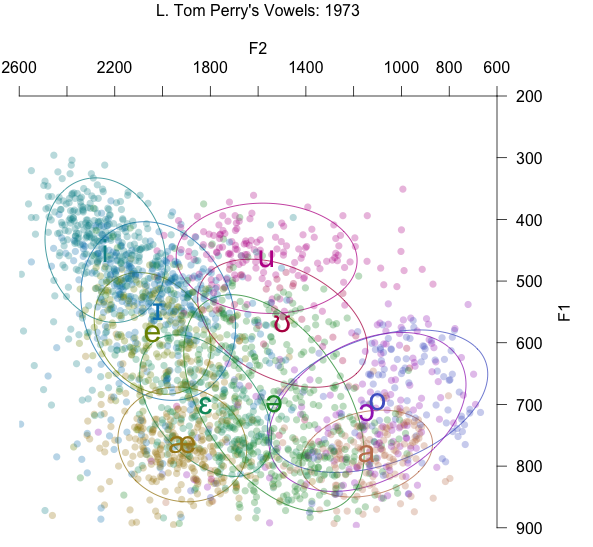 L. Tom Perry's Vowels: 1973
F2
2600 2200 1800 1400 1000 800 600
200
300
400
i
u
500
F1
ɪ
ʊ
e
600
ɛ
ə
ɔ
o
700
æ
a
800
900